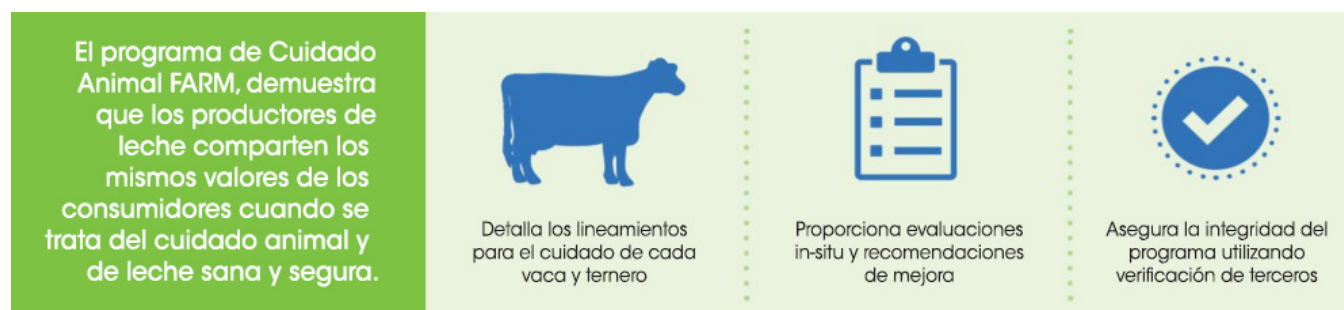 El programa de Cuidado
Animal FARM, demuestra
que los productores de
leche comparten los
mismos valores de los
consumidores cuando se
trata del cuidado animal y
de leche sana y segura.
Detalla los lineamientos
para el cuidado de cada
vaca y ternero
Proporciona evaluaciones
in-situ y recomendaciones
de mejora
Asegura la integridad del
programa utilizando
verificación de terceros